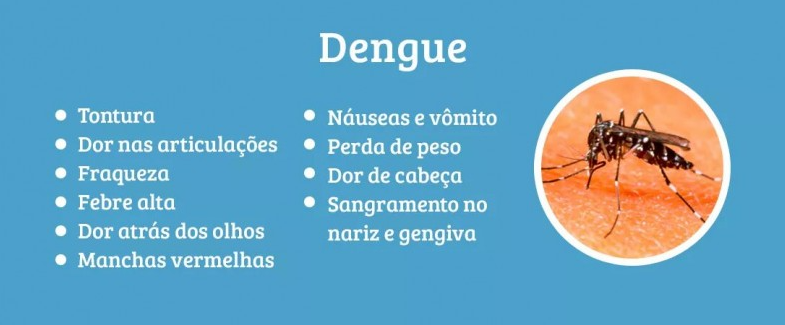 Dengue
Tontura
Dor nas articulações
Fraqueza
Febre alta
Dor atrás dos olhos
Manchas vermelhas
Náuseas e vômito
Perda de peso
Dor de cabeça
Sangramento no
nariz e gengiva